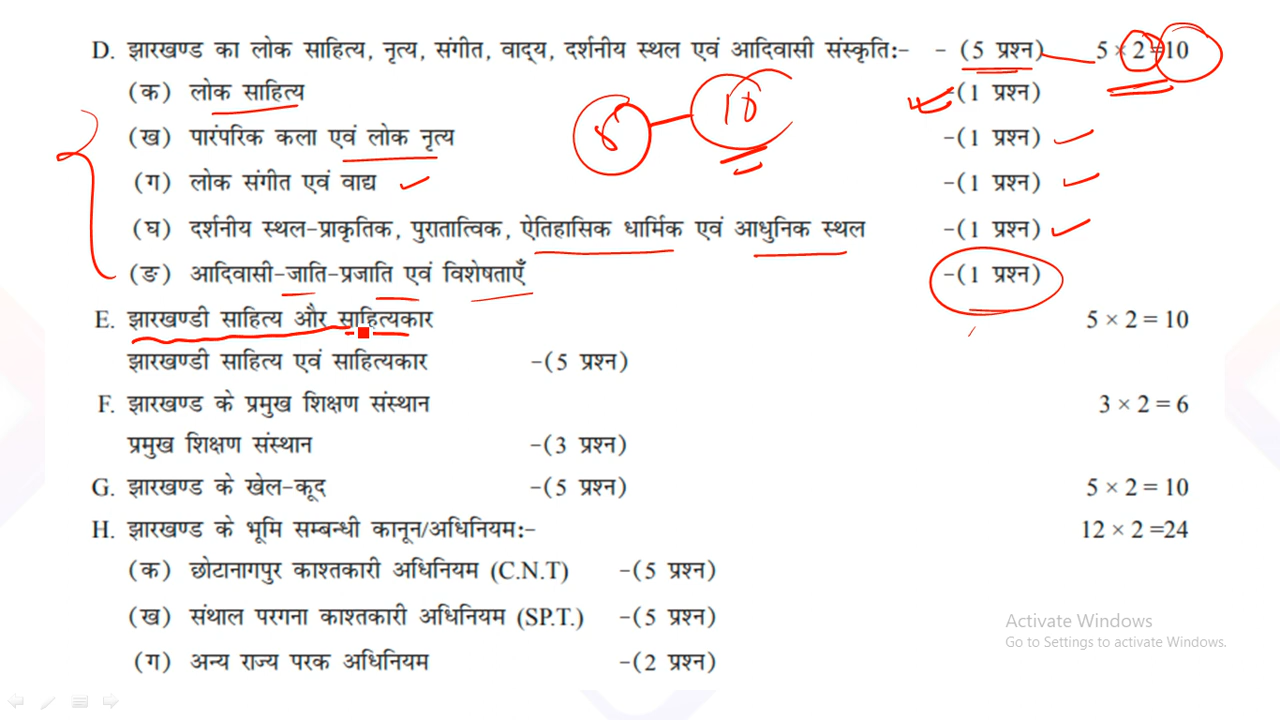 D. झारखण्ड का लोक साहित्य, नृत्य, संगीत, वाद्य, दर्शनीय स्थल एवं आदिवासी संस्कृति:- - (5 प्रश्न) 5 × 2 = 10
(क) लोक साहित्य -(1 प्रश्न)
10
(ख) पारंपरिक कला एवं लोक नृत्य -(1 प्रश्न)
(ग) लोक संगीत एवं वाद्य -(1 प्रश्न)
(घ) दर्शनीय स्थल-प्राकृतिक, पुरातात्विक, ऐतिहासिक धार्मिक एवं आधुनिक स्थल -(1 प्रश्न)
(ङ) आदिवासी-जाति-प्रजाति एवं विशेषताएँ -(1 प्रश्न)
E. झारखण्डी साहित्य और साहित्यकार 5 × 2 = 10
झारखण्डी साहित्य एवं साहित्यकार -(5 प्रश्न)
F. झारखण्ड के प्रमुख शिक्षण संस्थान 3 × 2 = 6
प्रमुख शिक्षण संस्थान -(3 प्रश्न)
G. झारखण्ड के खेल-कूद -(5 प्रश्न) 5 × 2 = 10
H. झारखण्ड के भूमि सम्बन्धी कानून/अधिनियम:- 12 × 2 =24
(क) छोटानागपुर काश्तकारी अधिनियम (C.N.T) -(5 प्रश्न)
(ख) संथाल परगना काश्तकारी अधिनियम (SP.T.) -(5 प्रश्न)
(ग) अन्य राज्य परक अधिनियम -(2 प्रश्न)
Activate Windows
Go to Settings to activate Windows.